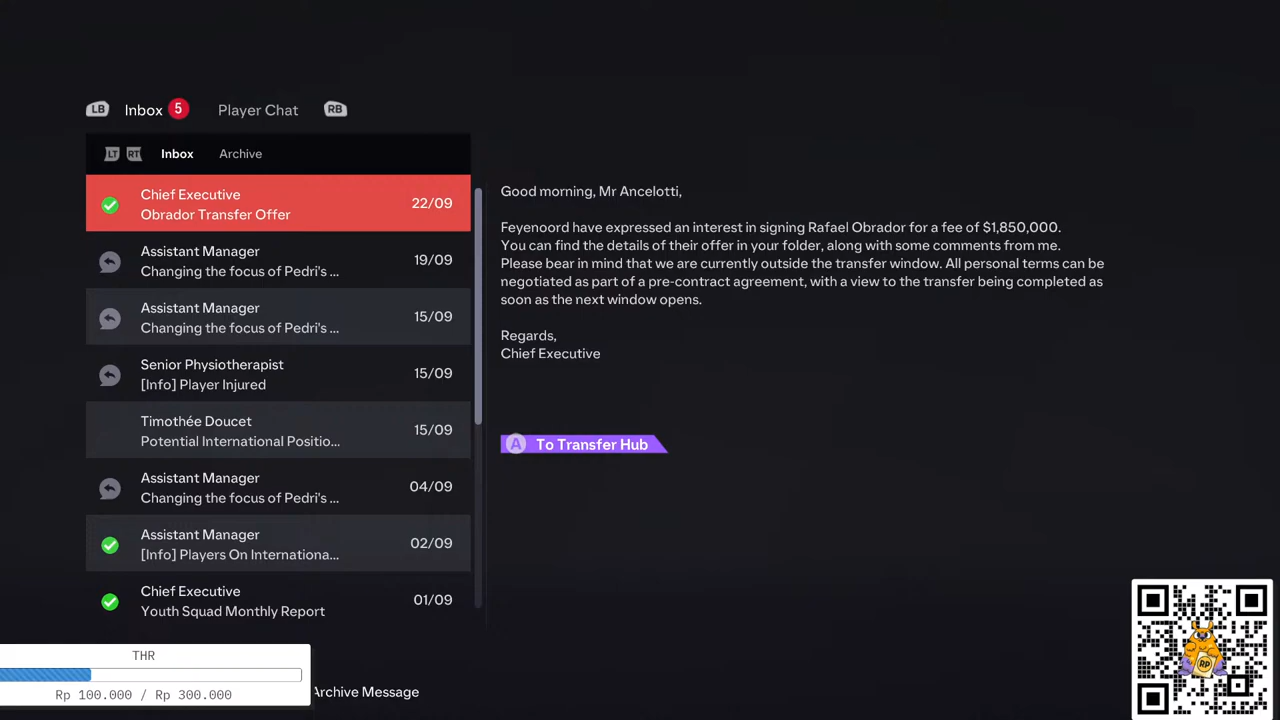 LB Inbox 5 Player Chat RB
LT RT Inbox Archive
Chief Executive
Obrador Transfer Offer
22/09
Assistant Manager
Changing the focus of Pedri's ...
19/09
Assistant Manager
Changing the focus of Pedri's ...
15/09
Senior Physiotherapist
[Info] Player Injured
15/09
Timothée Doucet
Potential International Positio...
15/09
Assistant Manager
Changing the focus of Pedri's ...
04/09
Assistant Manager
[Info] Players On Internationa...
02/09
Chief Executive
Youth Squad Monthly Report
01/09
Good morning, Mr Ancelotti,
Feyenoord have expressed an interest in signing Rafael Obrador for a fee of $1,850,000.
You can find the details of their offer in your folder, along with some comments from me.
Please bear in mind that we are currently outside the transfer window. All personal terms can be
negotiated as part of a pre-contract agreement, with a view to the transfer being completed as
soon as the next window opens.
Regards,
Chief Executive
A To Transfer Hub
THR
Rp 100.000 / Rp 300.000
Archive Message
RP